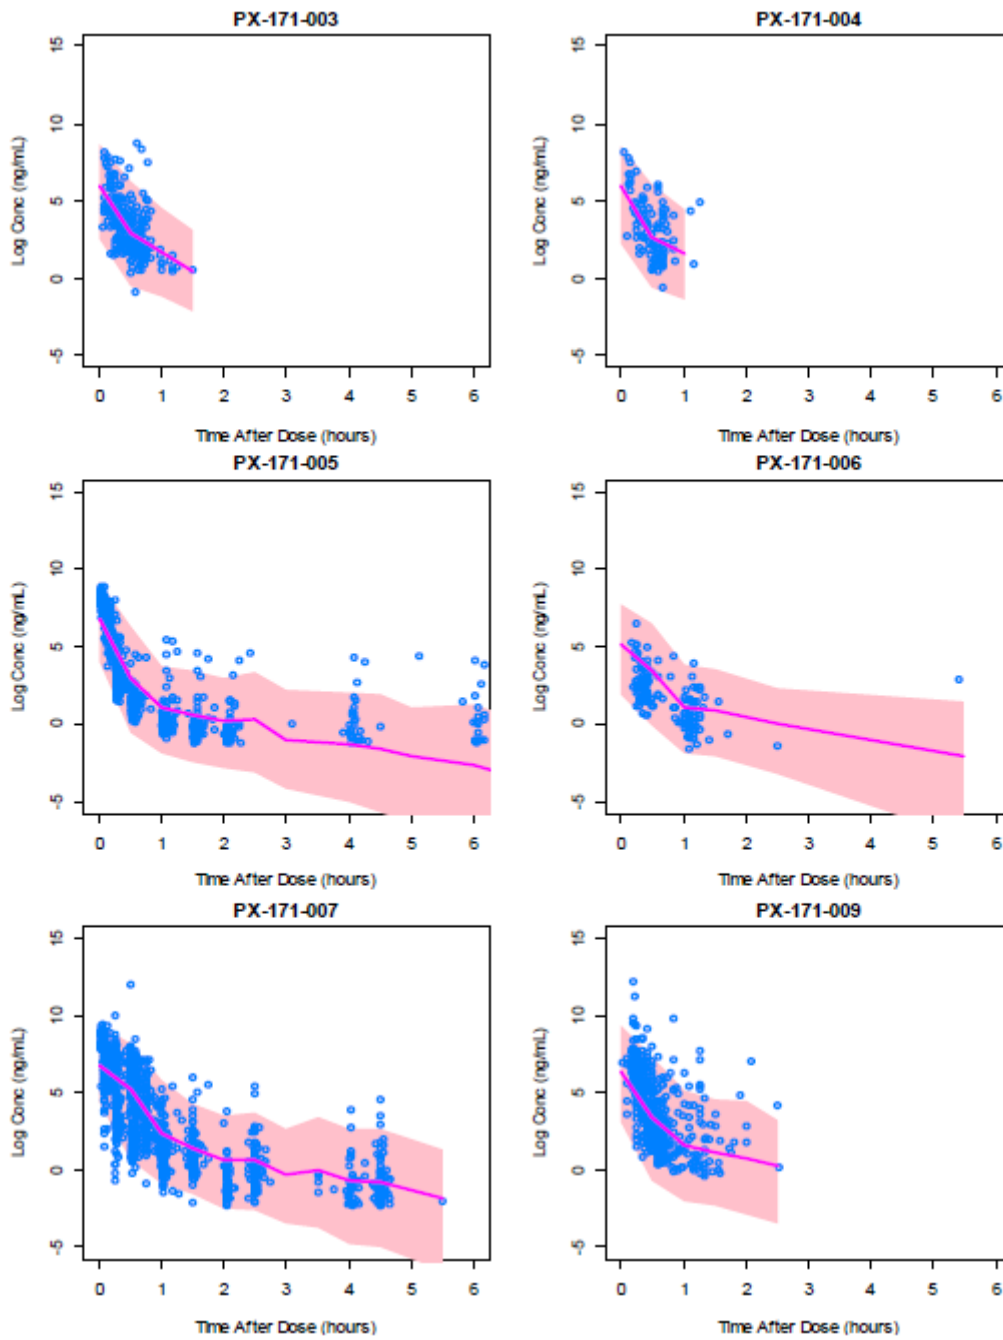 PX-171-003
Log Conc (ng/mL)
-5 0 5 10 15
0 1 2 3 4 5 6
Time After Dose (hours)
PX-171-004
Log Conc (ng/mL)
-5 0 5 10 15
0 1 2 3 4 5 6
Time After Dose (hours)
PX-171-005
Log Conc (ng/mL)
-5 0 5 10 15
0 1 2 3 4 5 6
Time After Dose (hours)
PX-171-006
Log Conc (ng/mL)
-5 0 5 10 15
0 1 2 3 4 5 6
Time After Dose (hours)
PX-171-007
Log Conc (ng/mL)
-5 0 5 10 15
0 1 2 3 4 5 6
Time After Dose (hours)
PX-171-009
Log Conc (ng/mL)
-5 0 5 10 15
0 1 2 3 4 5 6
Time After Dose (hours)